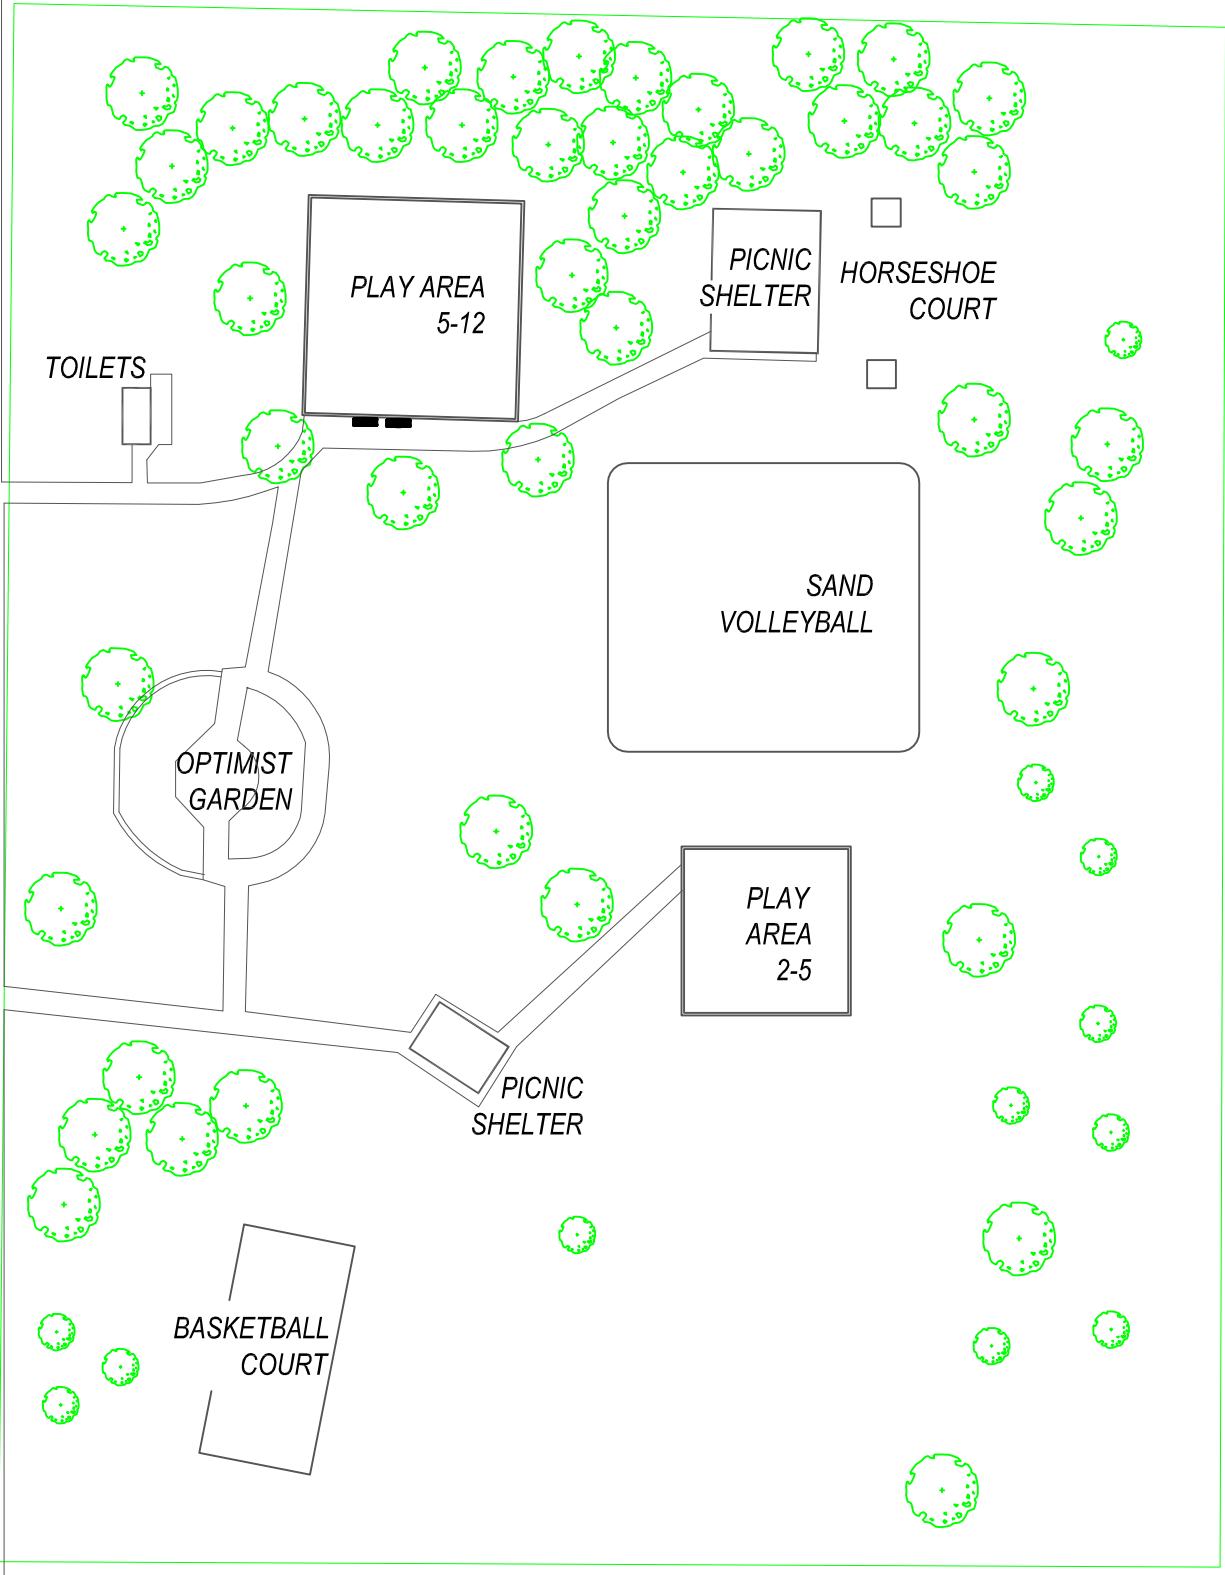 PICNIC
SHELTER
HORSESHOE
COURT
PLAY AREA
5-12
TOILETS
SAND
VOLLEYBALL
OPTIMIST
GARDEN
PLAY
AREA
2-5
PICNIC
SHELTER
BASKETBALL
COURT